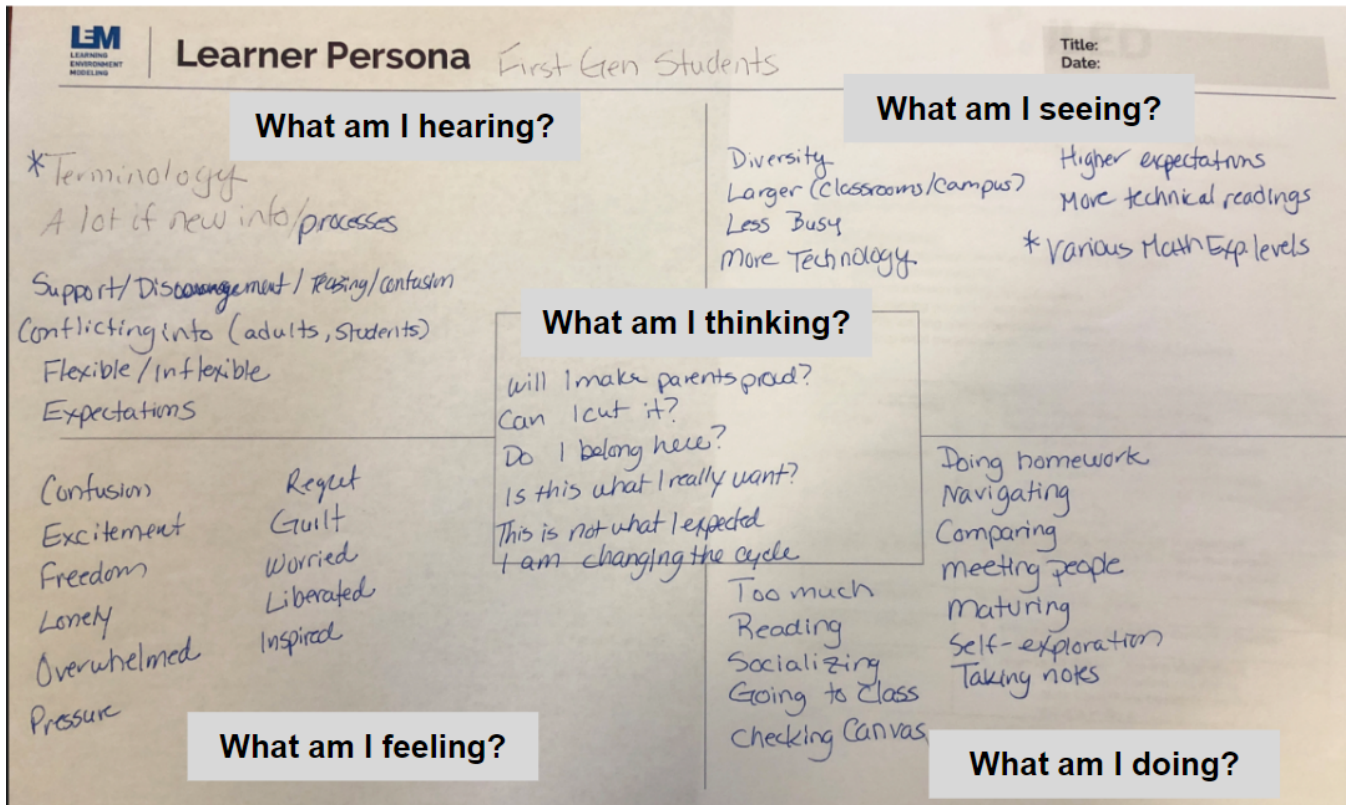 LEM
LEARNING
ENVIRONMENT
MODELING
Learner Persona First Gen Students
Title:
Date:
What am I hearing?
*Terminology
A lot if new info/processes
Support/Discouragement/Teasing/confusion
Conflicting info (adults, students)
Flexible/inflexible
Expectations
What am I seeing?
Diversity
Larger (classrooms/campus)
Less Busy
More Technology
Higher expectations
More technical readings
*Various Math Exp levels
What am I thinking?
Will I make parents proud?
Can I cut it?
Do I belong here?
Is this what I really want?
This is not what I expected
I am changing the cycle
Confusion
Excitement
Freedom
Lonely
Overwhelmed
Pressure
Regret
Guilt
Worried
Liberated
Inspired
What am I feeling?
Too much
Reading
Socializing
Going to class
Checking Canvas
Doing homework
Navigating
Comparing
meeting people
Maturing
Self-exploration
Taking notes
What am I doing?